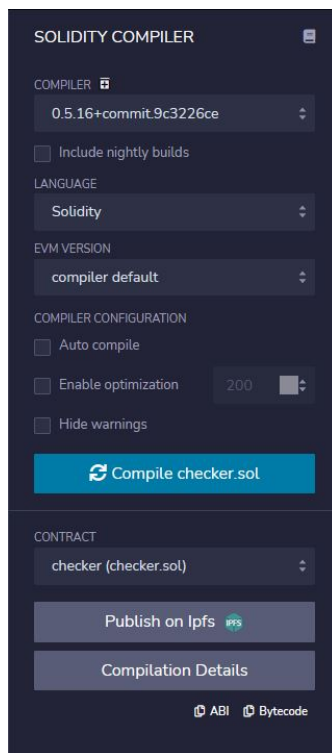 SOLIDITY COMPILER
COMPILER
0.5.16+commit.9c3226ce
Include nightly builds
LANGUAGE
Solidity
EVM VERSION
compiler default
COMPILER CONFIGURATION
Auto compile
Enable optimization 200
Hide warnings
Compile checker.sol
CONTRACT
checker (checker.sol)
Publish on Ipfs IPFS
Compilation Details
ABI Bytecode